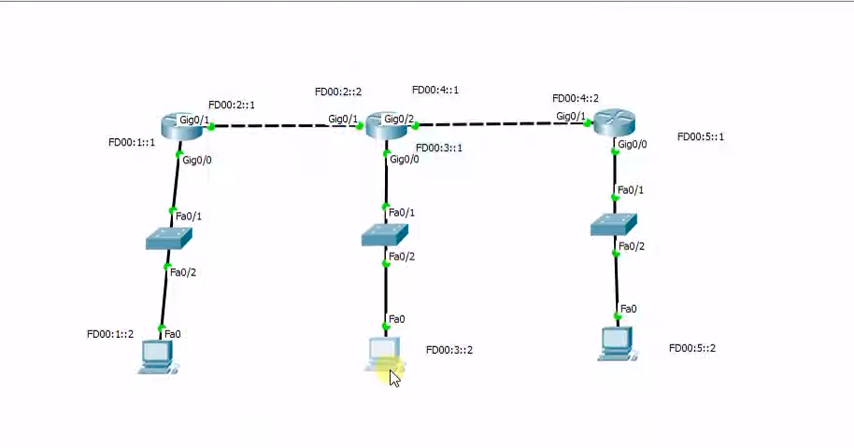 FD00:2::1
FD00:2::2
FD00:4::1
FD00:4::2
Gig0/1
Gig0/1
Gig0/2
Gig0/1
FD00:1::1
Gig0/0
Gig0/0
FD00:3::1
Gig0/0
FD00:5::1
Fa0/1
Fa0/1
Fa0/1
Fa0/2
Fa0/2
Fa0/2
FD00:1::2
Fa0
Fa0
FD00:3::2
Fa0
FD00:5::2